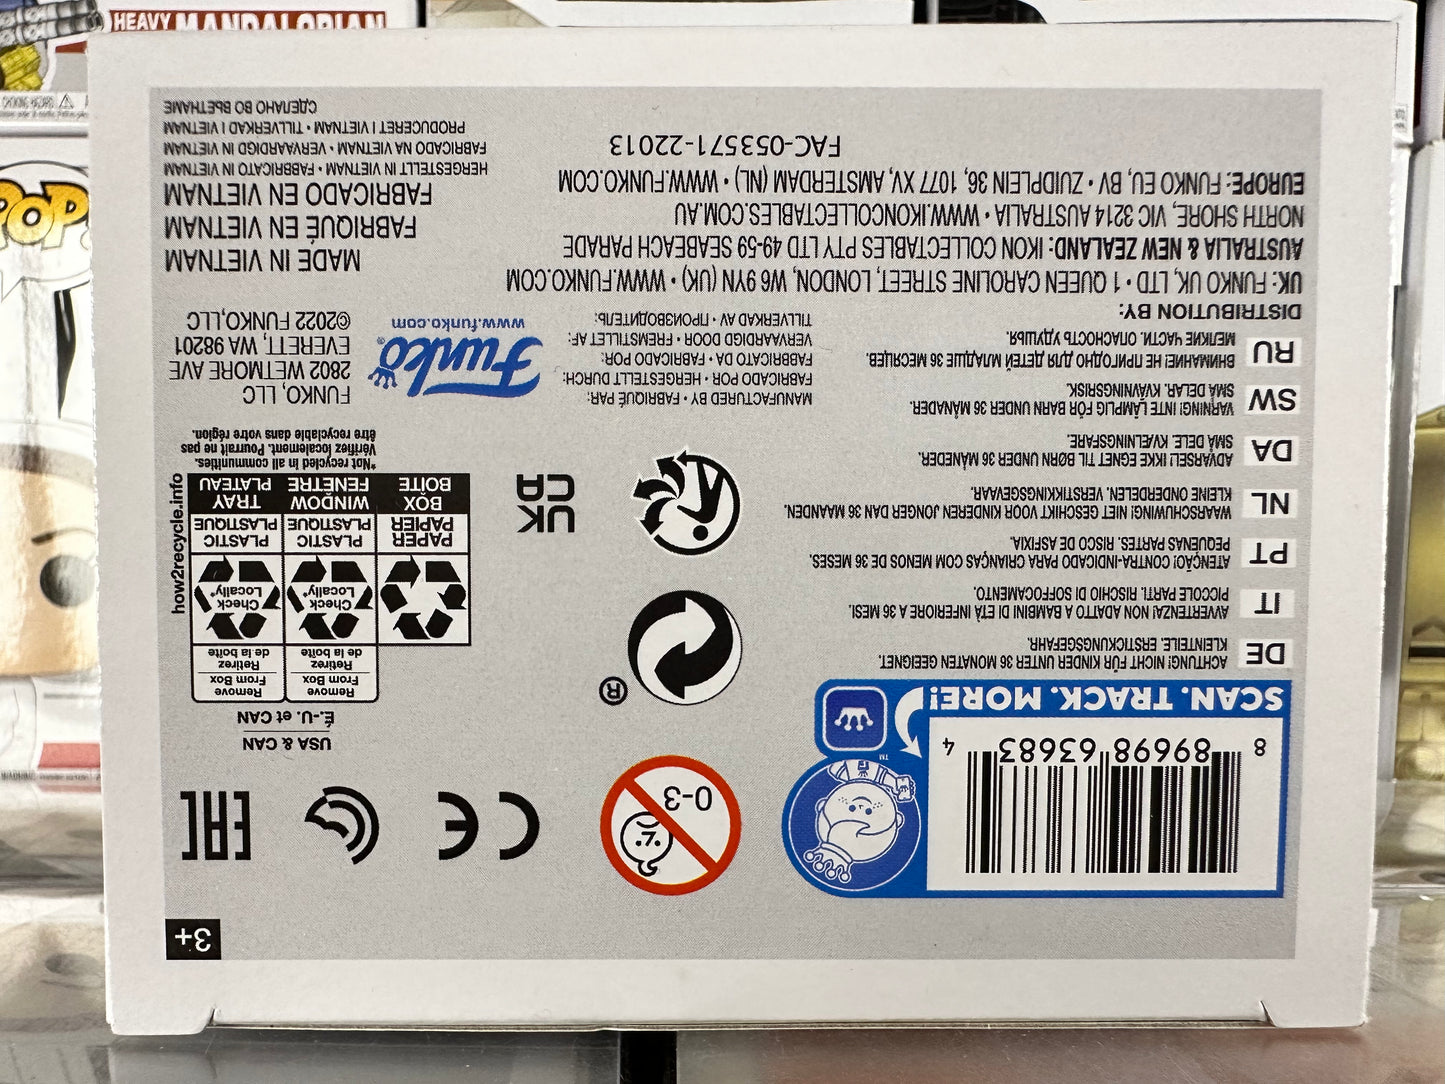 HEAVY MANDALORIAN
CHOKING HAZARD.
POP
3+
8 89698 63683 4
SCAN. TRACK. MORE!
™
0-3
CE
EAC
®
USA & CAN
É.-U. et CAN
Remove From Box
Retirez de la boîte
Remove From Box
Retirez de la boîte
Check Locally*
Check Locally*
PAPER
PAPIER
BOX
BOÎTE
PLASTIC
PLASTIQUE
WINDOW
FENÊTRE
PLASTIC
PLASTIQUE
TRAY
PLATEAU
how2recycle.info
*Not recycled in all communities.
Vérifiez localement. Pourrait ne pas
être recyclable dans votre région.
UK
CA
DE
ACHTUNG! NICHT FÜR KINDER UNTER 36 MONATEN GEEIGNET.
KLEINTEILE. ERSTICKUNGSGEFAHR.
IT
AVVERTENZA! NON ADATTO A BAMBINI DI ETÀ INFERIORE A 36 MESI.
PICCOLE PARTI. RISCHIO DI SOFFOCAMENTO.
PT
ATENÇÃO! CONTRA-INDICADO PARA CRIANÇAS COM MENOS DE 36 MESES.
PEQUENAS PARTES. RISCO DE ASFIXIA.
NL
WAARSCHUWING! NIET GESCHIKT VOOR KINDEREN JONGER DAN 36 MAANDEN.
KLEINE ONDERDELEN. VERSTIKKINGSGEVAAR.
DA
ADVARSEL! IKKE EGNET TIL BØRN UNDER 36 MÅNEDER.
SMÅ DELE. KVÆLNINGSFARE.
SW
VARNING! INTE LÄMPLIG FÖR BARN UNDER 36 MÅNADER.
SMÅ DELAR. KVÄVNINGSRISK.
RU
ВНИМАНИЕ! НЕ ПРИГОДНО ДЛЯ ДЕТЕЙ МЛАДШЕ 36 МЕСЯЦЕВ.
МЕЛКИЕ ЧАСТИ. ОПАСНОСТЬ УДУШЬЯ.
MANUFACTURED BY • FABRIQUÉ PAR:
FABRICADO POR • HERGESTELLT DURCH:
FABRICATO DA • FABRICADO POR:
VERVAARDIGD DOOR • FREMSTILLET AF:
TILLVERKAD AV • ПРОИЗВОДИТЕЛЬ:
Funko®
www.funko.com
FUNKO, LLC
2802 WETMORE AVE
EVERETT, WA 98201
©2022 FUNKO,LLC
DISTRIBUTION BY:
UK: FUNKO UK, LTD • 1 QUEEN CAROLINE STREET, LONDON, W6 9YN (UK) • WWW.FUNKO.COM
AUSTRALIA & NEW ZEALAND: IKON COLLECTABLES PTY LTD 49-59 SEABEACH PARADE
NORTH SHORE, VIC 3214 AUSTRALIA • WWW.IKONCOLLECTABLES.COM.AU
EUROPE: FUNKO EU, BV • ZUIDPLEIN 36, 1077 XV, AMSTERDAM (NL) • WWW.FUNKO.COM
FAC-053571-22013
MADE IN VIETNAM
FABRIQUÉ EN VIETNAM
FABRICADO EN VIETNAM
HERGESTELLT IN VIETNAM • FABBRICATO IN VIETNAM
FABRICADO NA VIETNAM • VERVAARDIGD IN VIETNAM
PRODUCERET I VIETNAM • TILLVERKAD I VIETNAM
СДЕЛАНО ВО ВЬЕТНАМЕ